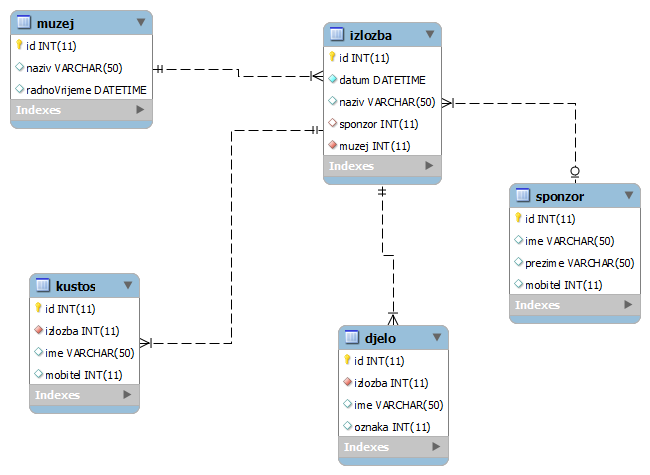 muzej
id INT(11)
naziv VARCHAR(50)
radnoVrijeme DATETIME
Indexes
izlozba
id INT(11)
datum DATETIME
naziv VARCHAR(50)
sponzor INT(11)
muzej INT(11)
Indexes
sponzor
id INT(11)
ime VARCHAR(50)
prezime VARCHAR(50)
mobitel INT(11)
Indexes
kustos
id INT(11)
izlozba INT(11)
ime VARCHAR(50)
mobitel INT(11)
Indexes
djelo
id INT(11)
izlozba INT(11)
ime VARCHAR(50)
oznaka INT(11)
Indexes